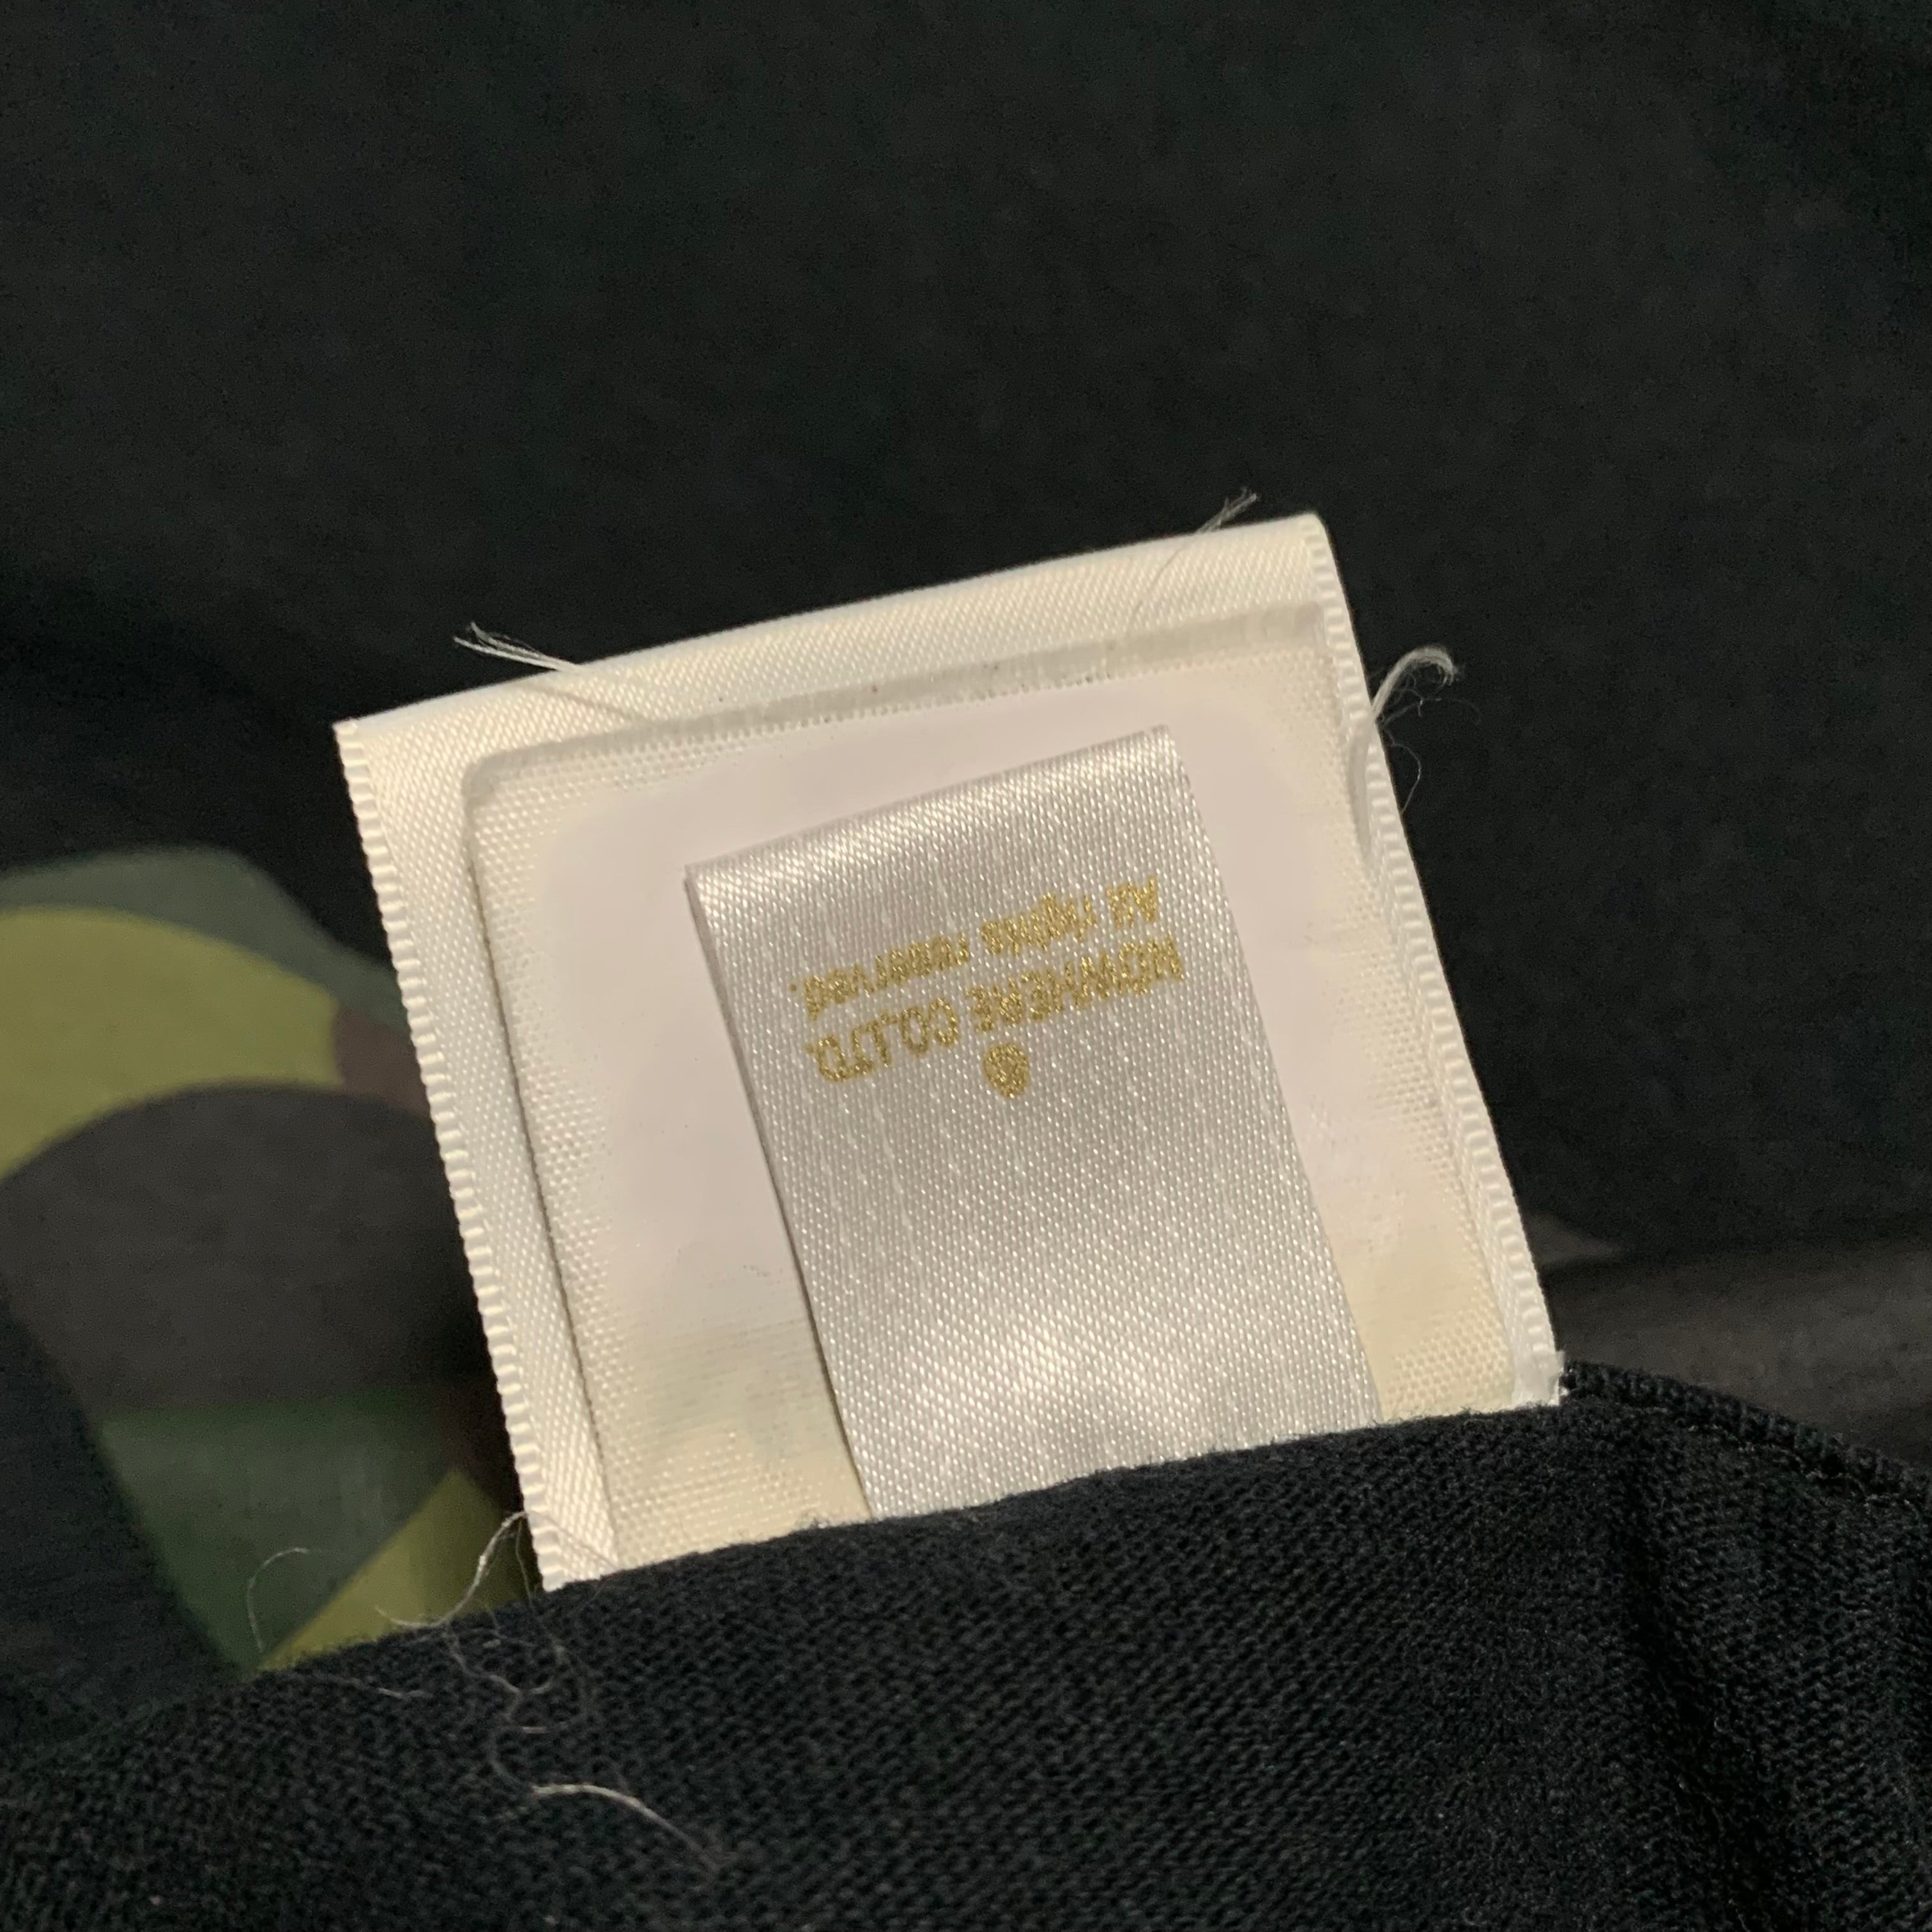 NOWHERE CO.,LTD.
All rights reserved.